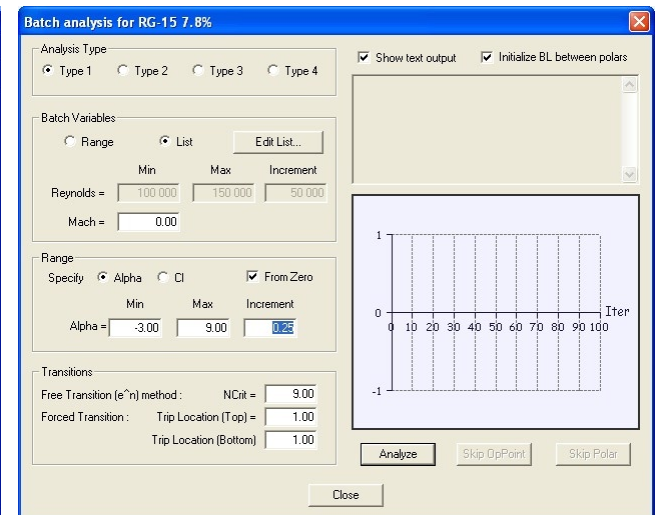 Batch analysis for RG-15 7.8%
Analysis Type
Type 1 Type 2 Type 3 Type 4
Batch Variables
Range List Edit List...
Min Max Increment
Reynolds = 100 000 150 000 50 000
Mach = 0.00
Range
Specify Alpha Cl From Zero
Min Max Increment
Alpha = -3.00 9.00 0.25
Transitions
Free Transition (e^n) method : NCrit = 9.00
Forced Transition : Trip Location (Top) = 1.00
Trip Location (Bottom) 1.00
Show text output Initialize BL between polars
1
0 Iter
0 10 20 30 40 50 60 70 80 90 100
-1
Analyze Skip OpPoint Skip Polar
Close